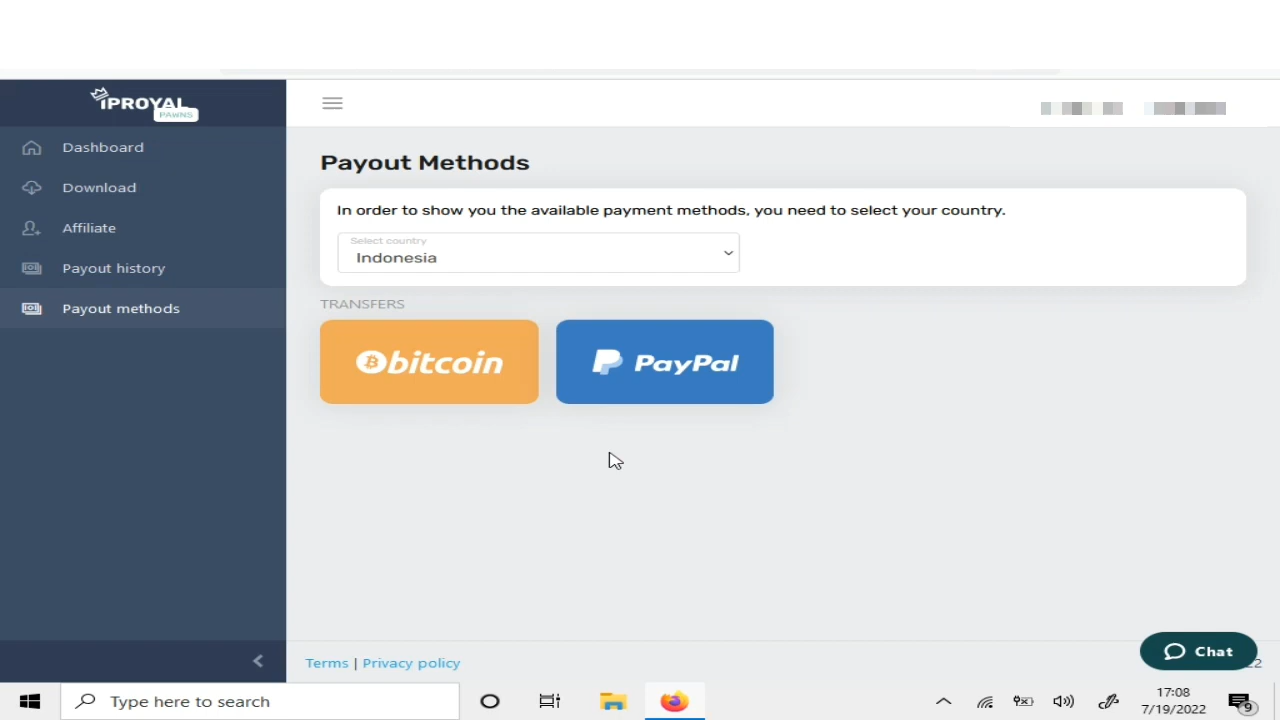 IPROYAL
PAWNS
Dashboard
Download
Affiliate
Payout history
Payout methods
Payout Methods
In order to show you the available payment methods, you need to select your country.
Select country
Indonesia
TRANSFERS
bitcoin
PayPal
Terms | Privacy policy
Chat
22
Type here to search
17:08
7/19/2022
9